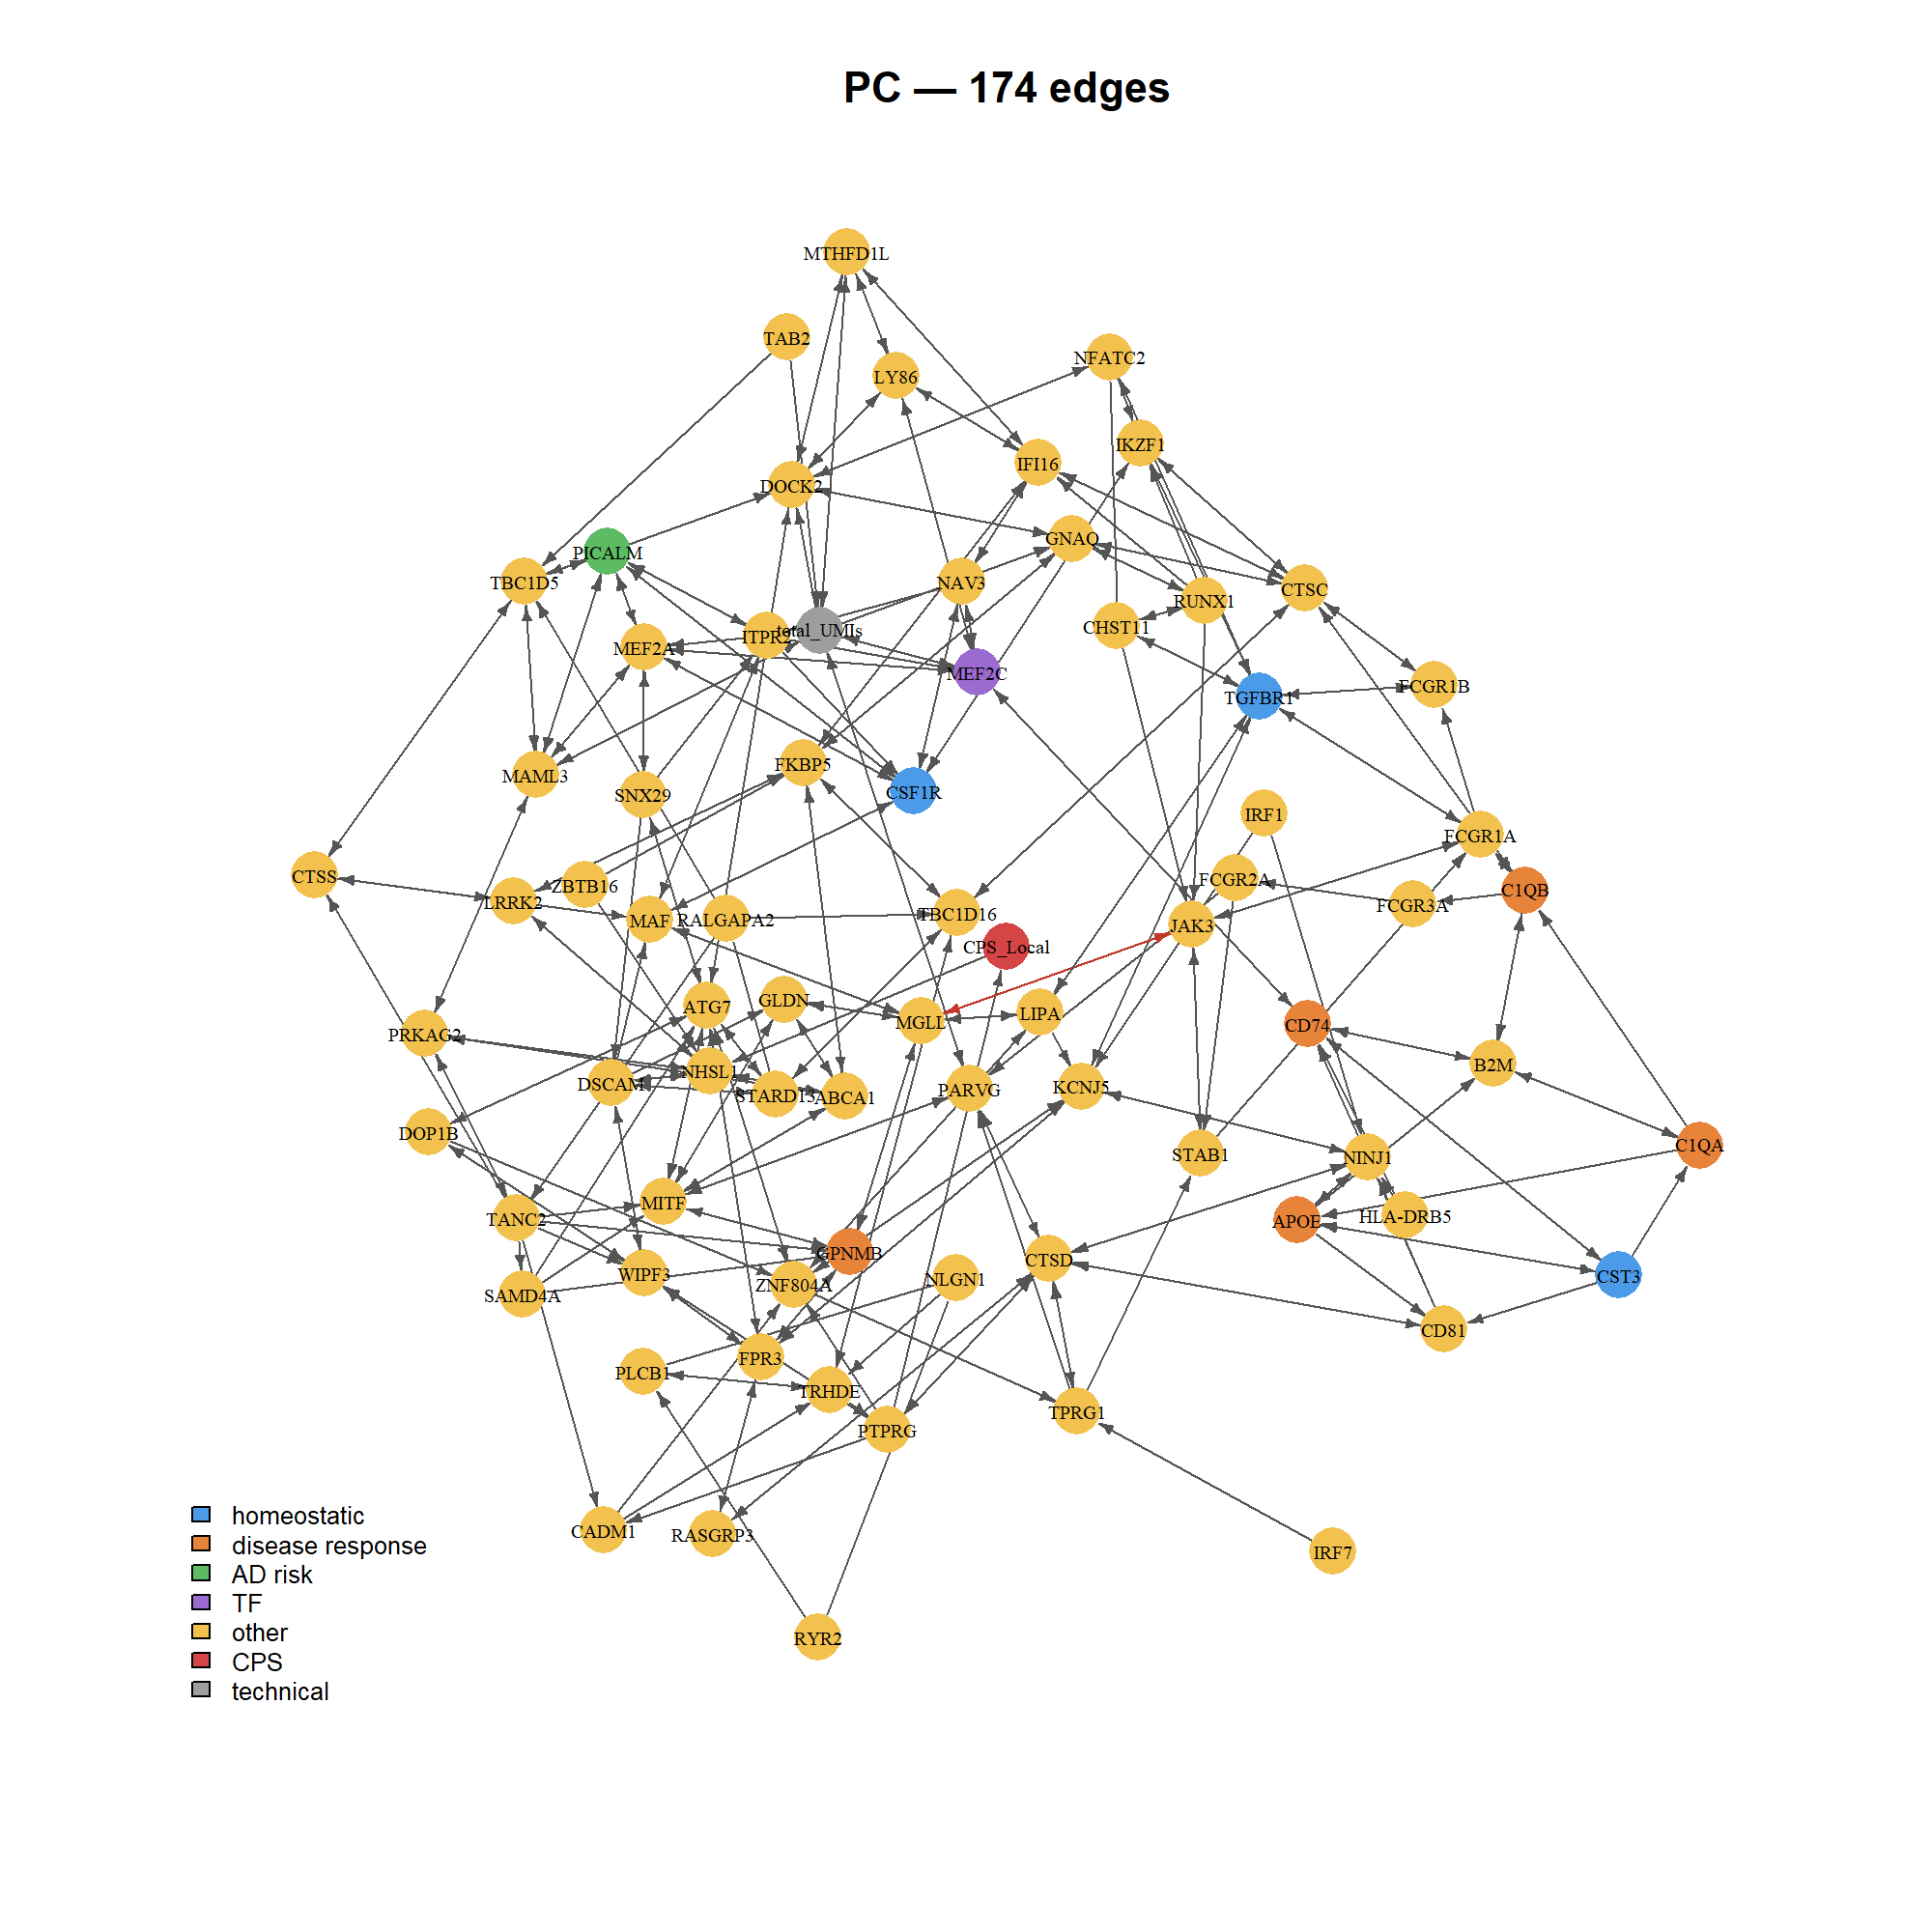 PC — 174 edges
MTHFD1L
TAB2
NFATC2
LY86
IKZF1
IFI16
DOCK2
GNAQ
PICALM
TBC1D5
NAV3
CTSC
RUNX1
CHST11
total_UMIs
ITPR2
MEF2A
MEF2C
FCGR1B
TGFBR1
FKBP5
MAML3
CSF1R
SNX29
IRF1
FCGR1A
CTSS
FCGR2A
ZBTB16
C1QB
LRRK2
FCGR3A
TBC1D16
MAF
RALGAPA2
JAK3
CPS_Local
GLDN
ATG7
LIPA
MGLL
CD74
PRKAG2
B2M
NHSL1
DSCAM
KCNJ5
PARVG
STARD13
ABCA1
DOP1B
C1QA
STAB1
NINJ1
MITF
HLA-DRB5
TANC2
APOE
GPNMB
CTSD
WIPF3
CST3
NLGN1
ZNF804A
SAMD4A
CD81
FPR3
PLCB1
TRHDE
TPRG1
PTPRG
homeostatic
CADM1
RASGRP3
disease response
IRF7
AD risk
TF
other
RYR2
CPS
technical